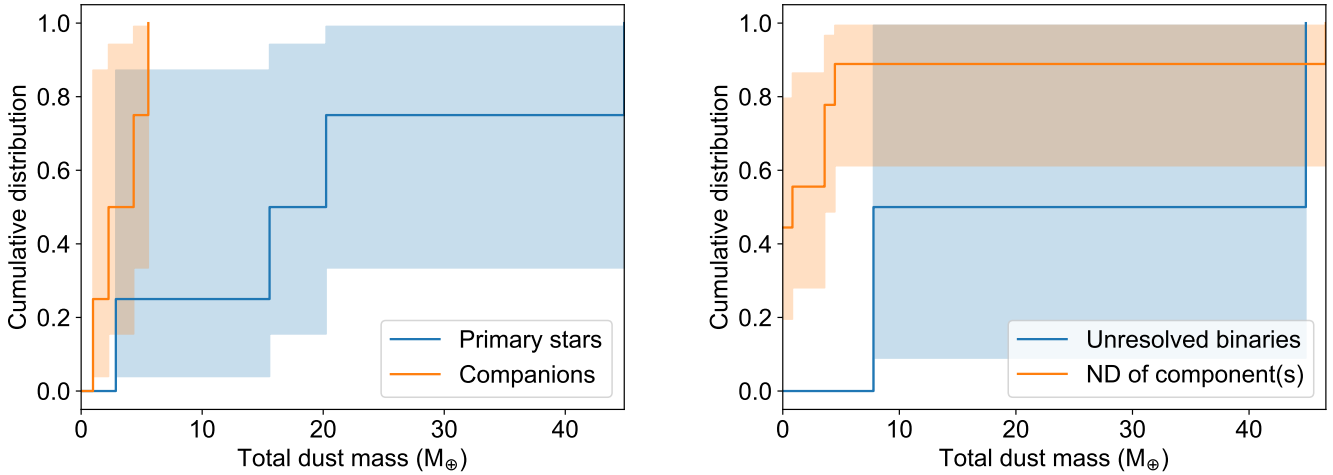 Cumulative distribution
1.0
0.8
0.6
0.4
0.2
0.0
0
10
20
30
40
Total dust mass (M⊕)
Primary stars
Companions
Cumulative distribution
1.0
0.8
0.6
0.4
0.2
0.0
0
10
20
30
40
Total dust mass (M⊕)
Unresolved binaries
ND of component(s)